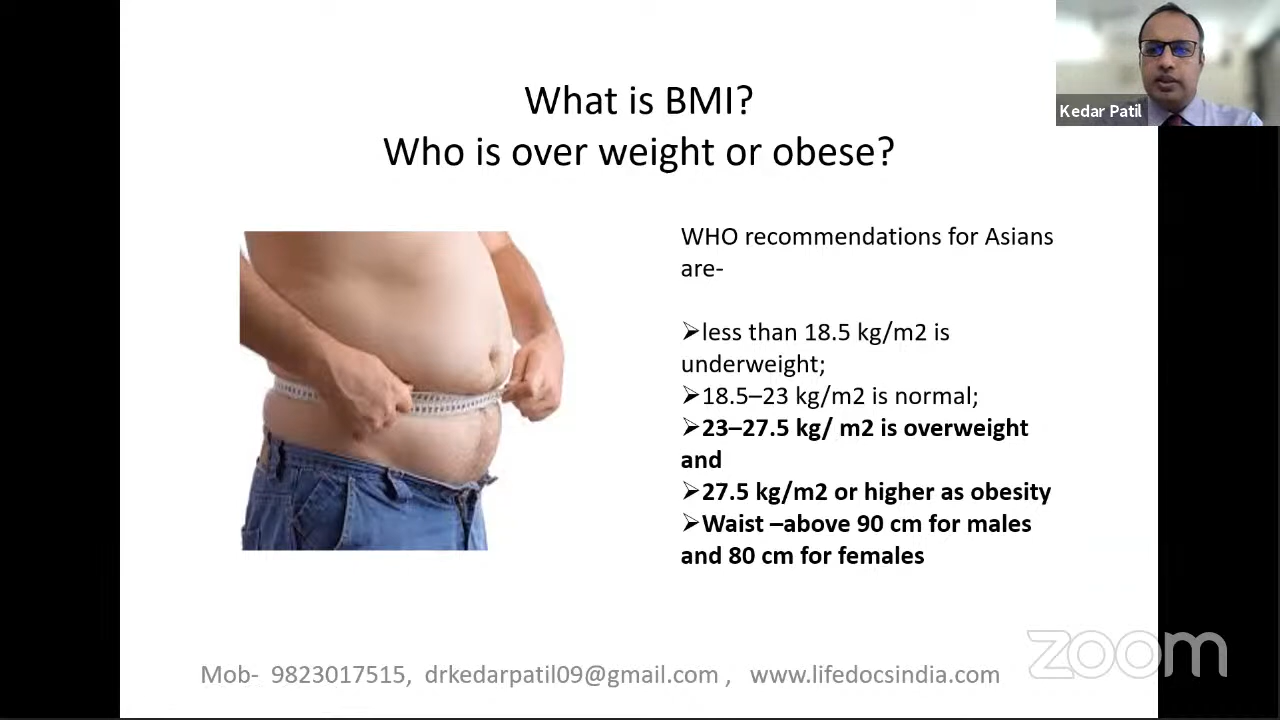 What is BMI?
Who is over weight or obese?
Kedar Patil
WHO recommendations for Asians
are-
➢less than 18.5 kg/m2 is
underweight;
➢18.5–23 kg/m2 is normal;
➢23–27.5 kg/ m2 is overweight
and
➢27.5 kg/m2 or higher as obesity
➢Waist –above 90 cm for males
and 80 cm for females
zoom
Mob- 9823017515, drkedarpatil09@gmail.com , www.lifedocsindia.com